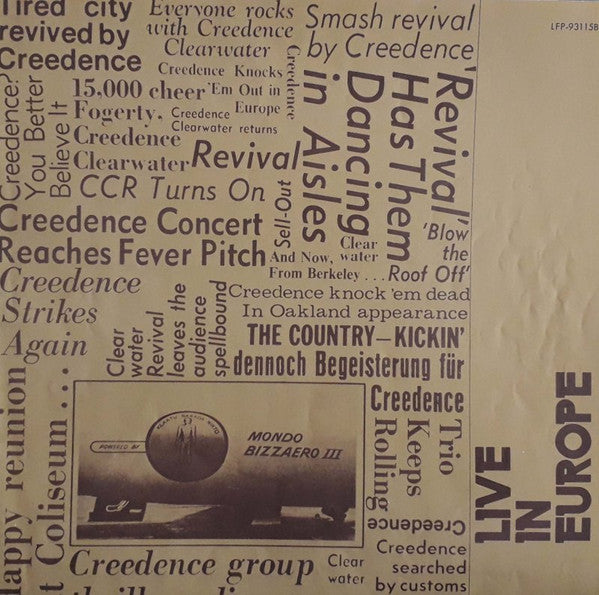 Tired city
revived by
Creedence
Everyone rocks
with Creedence
Clearwater
Smash revival
by Creedence
LFP-93115B
Creedence Knocks
'Em Out in
Europe
Creedence
15,000 cheer
Fogerty,
Creedence
Clearwater
Creedence
Clearwater returns
Creedence?
You Better
Believe It
Revival
in Aisles
Dancing
Has Them
'Revival'
CCR Turns On
Sell-Out
Creedence Concert
Reaches Fever Pitch
And Now,
Clear
water
From Berkeley . . .
'Blow
the
Roof Off'
Creedence
Strikes
Again
Clear
water
Revival
leaves the
audience
spellbound
Creedence knock 'em dead
In Oakland appearance
THE COUNTRY–KICKIN'
dennoch Begeisterung für
Creedence
Happy reunion
t Coliseum . . .
POWERED BY
MONDO
BIZZAERO III
Trio
Keeps
Rolling
Creedence
Creedence
searched
by customs
Creedence group
Clear
water
LIVE
IN
EUROPE